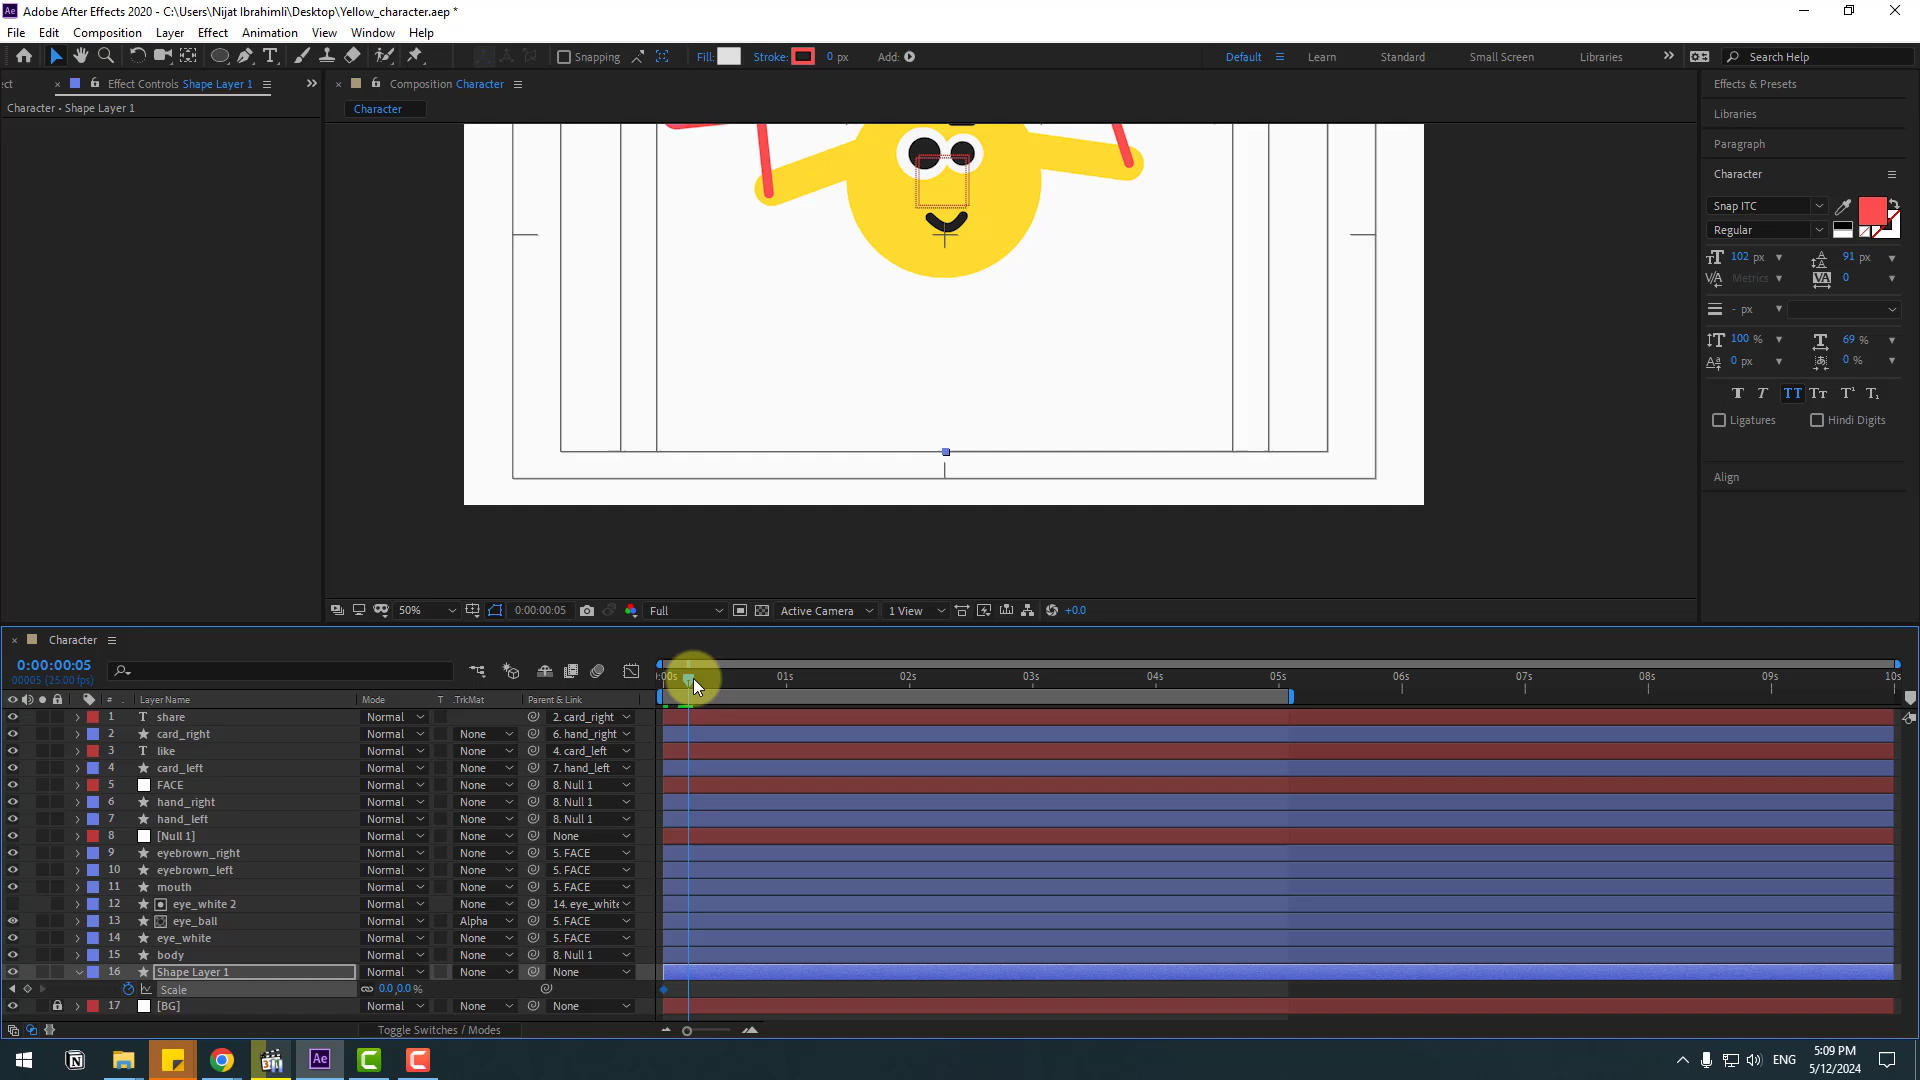 Adobe After Effects 2020 - C:\Users\Nijat Ibrahimli\Desktop\Yellow_character.aep *
File Edit Composition Layer Effect Animation View Window Help
Snapping Fill: Stroke: 0 px Add: Default Learn Standard Small Screen Libraries Search Help
ct Effect Controls Shape Layer 1 Composition Character Effects & Presets
Character • Shape Layer 1 Character
Libraries
Paragraph
Character
Snap ITC
Regular
102 px 91 px
Metrics 0
- px
100 % 69 %
0 px 0 %
Ligatures Hindi Digits
Align
50% 0:00:00:05 Full Active Camera 1 View +0.0
Character
0:00:00:05
00005 (25.00 fps)
:00s 01s 02s 03s 04s 05s 06s 07s 08s 09s 10s
# Layer Name Mode T .TrkMat Parent & Link
1 share Normal 2. card_right
2 card_right Normal None 6. hand_right
3 like Normal None 4. card_left
4 card_left Normal None 7. hand_left
5 FACE Normal None 8. Null 1
6 hand_right Normal None 8. Null 1
7 hand_left Normal None 8. Null 1
8 [Null 1] Normal None None
9 eyebrown_right Normal None 5. FACE
10 eyebrown_left Normal None 5. FACE
11 mouth Normal None 5. FACE
12 eye_white 2 Normal None 14. eye_white
13 eye_ball Normal Alpha 5. FACE
14 eye_white Normal None 5. FACE
15 body Normal None 8. Null 1
16 Shape Layer 1 Normal None None
Scale 0.0,0.0 %
17 [BG] Normal None None
Toggle Switches / Modes
ENG 5:09 PM
5/12/2024